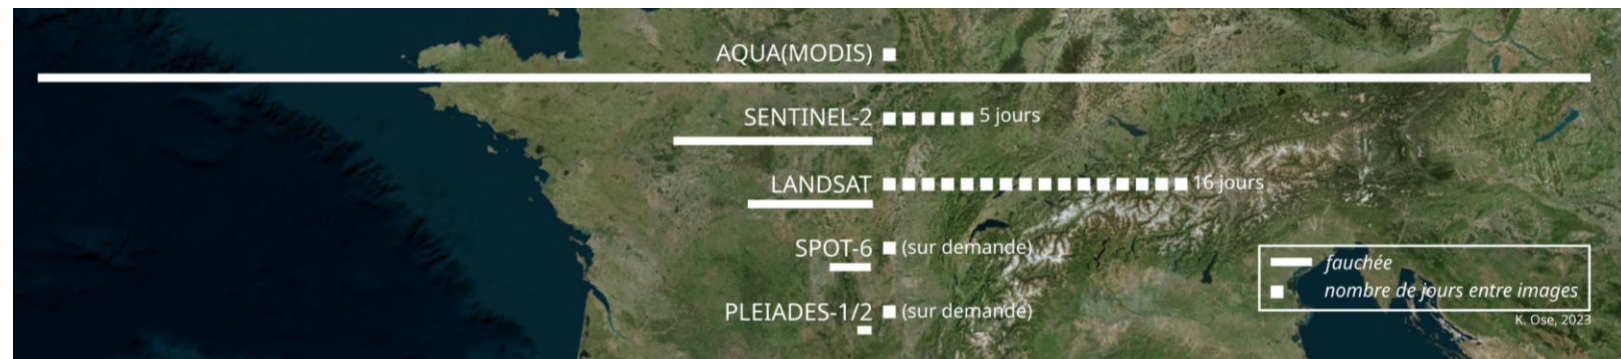 AQUA(MODIS)
SENTINEL-2 5 jours
LANDSAT 16 jours
SPOT-6 (sur demande)
PLEIADES-1/2 (sur demande)
fauchée
nombre de jours entre images
K. Ose, 2023